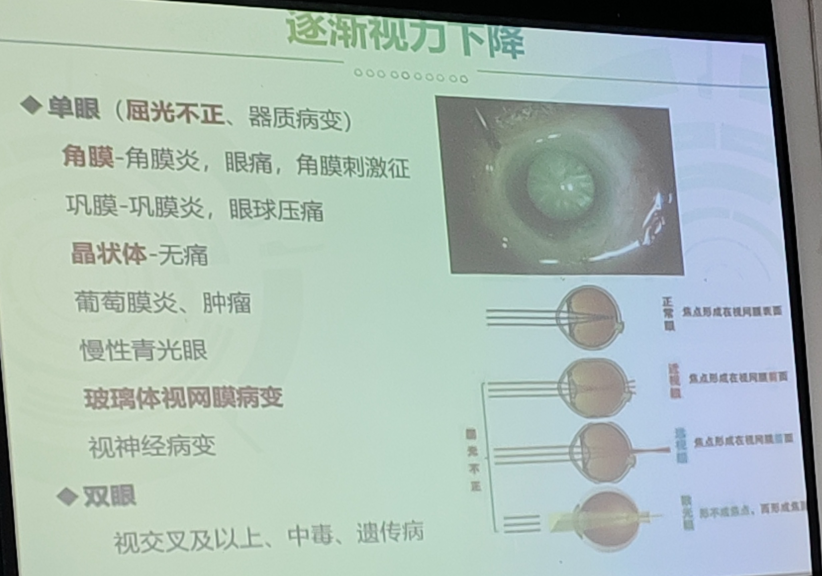 逐渐视力下降
◆单眼（屈光不正、器质病变）
角膜-角膜炎，眼痛，角膜刺激征
巩膜-巩膜炎，眼球压痛
晶状体-无痛
葡萄膜炎、肿瘤
慢性青光眼
玻璃体视网膜病变
视神经病变
◆双眼
视交叉及以上、中毒、遗传病
正常眼 焦点形成在视网膜表面
近视眼 焦点形成在视网膜前面
屈光不正
远视眼 焦点形成在视网膜后面
散光眼 形不成焦点，而形成焦